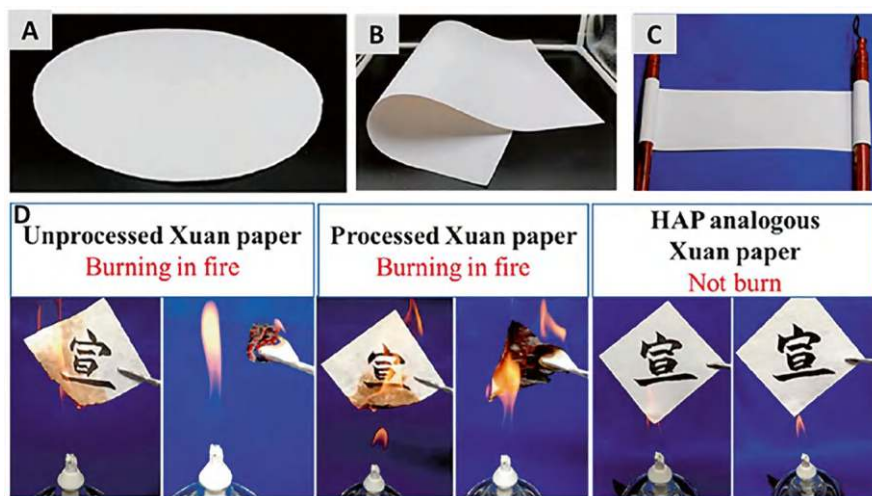 A
B
C
D
Unprocessed Xuan paper
Burning in fire
Processed Xuan paper
Burning in fire
HAP analogous
Xuan paper
Not burn
宣
宣
宣
宣